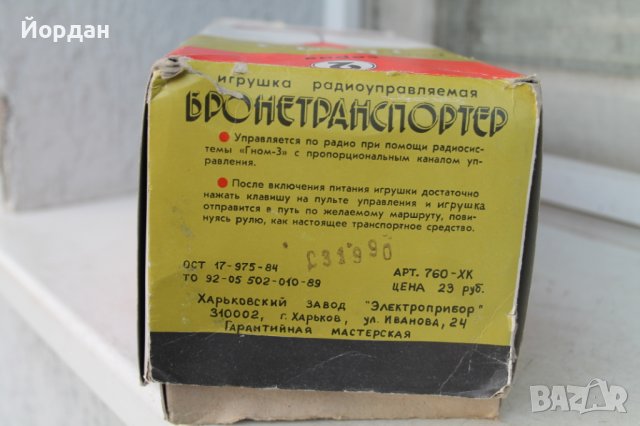 Йордан
игрушка радиоуправляемая
БРОНЕТРАНСПОРТЕР
Управляется по радио при помощи радиосис-
темы «Гном-3» с пропорциональным каналом уп-
равления.
После включения питания игрушки достаточно
нажать клавишу на пульте управления и игрушка
отправится в путь по желаемому маршруту, пови-
нуясь рулю, как настоящее транспортное средство.
ОСТ 17-975-84
ТО 92-05 502-010-89
АРТ. 760-ХК
ЦЕНА 23 руб.
Харьковский завод "Электроприбор"
310002, г. Харьков, ул. Иванова, 24
Гарантийная мастерская
BAZAR